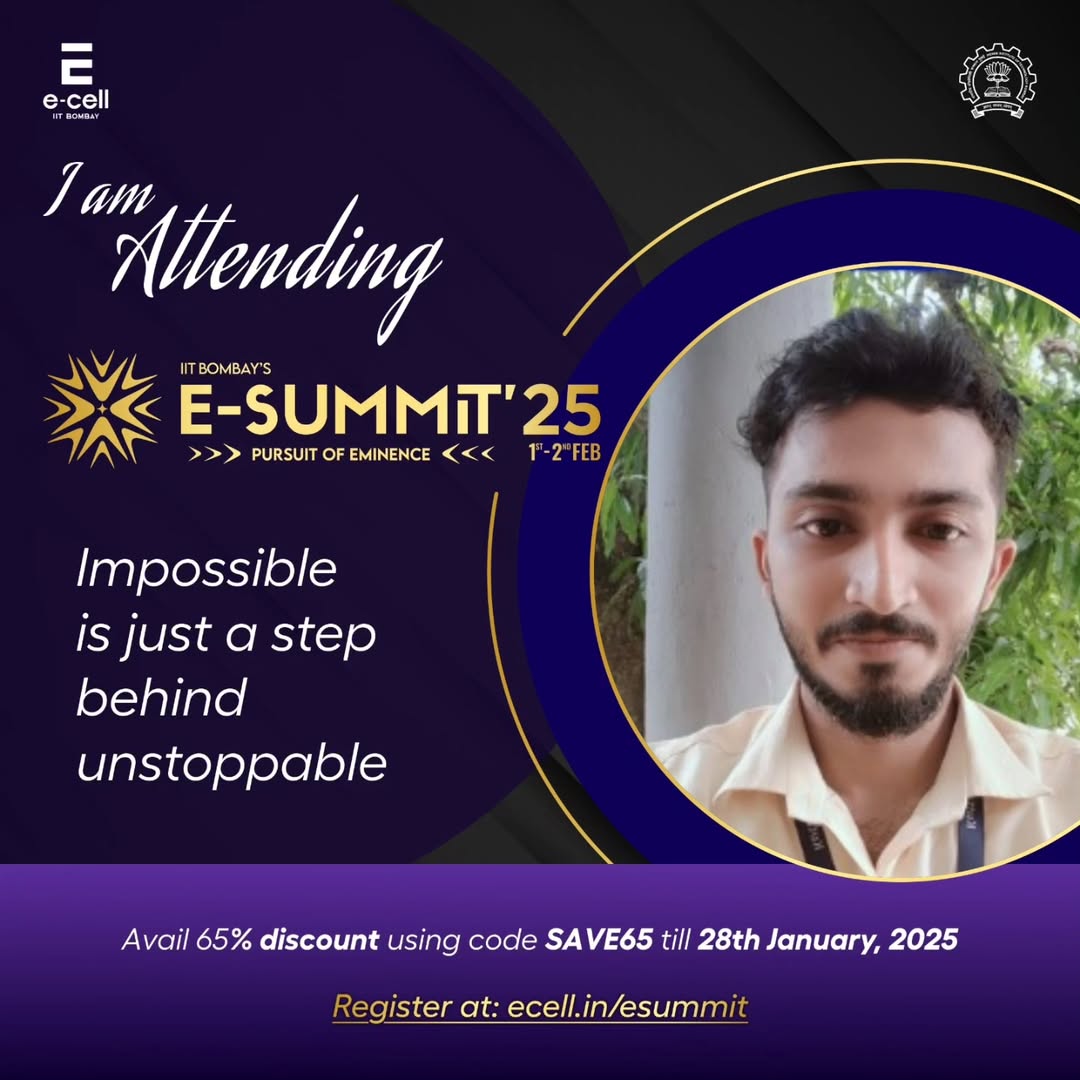 e-cell
IIT BOMBAY
I am
Attending
IIT BOMBAY'S
E-SUMMIT'25
>>> PURSUIT OF EMINENCE <<<
1ST-2ND FEB
Impossible
is just a step
behind
unstoppable
Avail 65% discount using code SAVE65 till 28th January, 2025
Register at: ecell.in/esummit